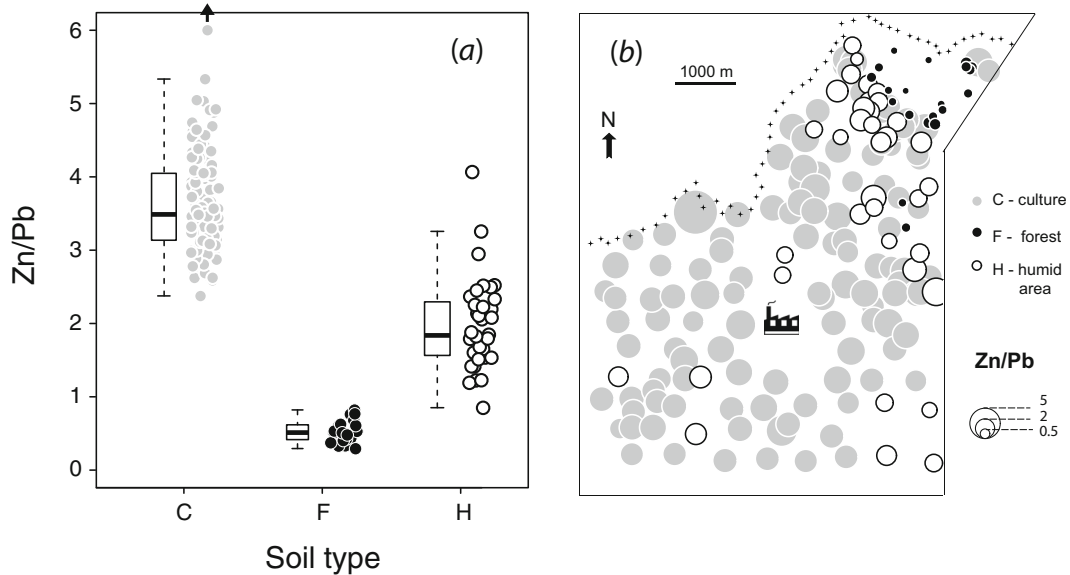 (a)
6
5
4
3
2
1
0
Zn/Pb
C F H
Soil type
(b)
1000 m
N
C - culture
F - forest
H - humid
area
Zn/Pb
5
2
0.5